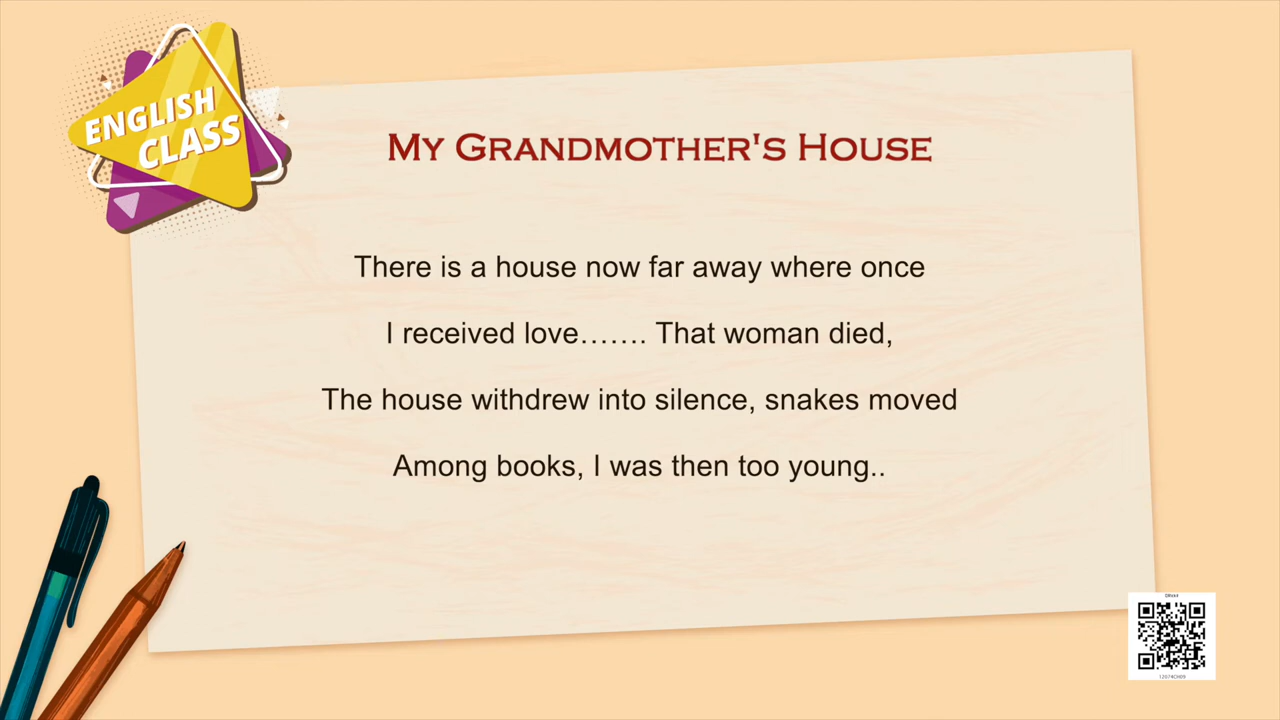 ENGLISH
CLASS
My Grandmother's House
There is a house now far away where once
I received love……. That woman died,
The house withdrew into silence, snakes moved
Among books, I was then too young..
12074CH09